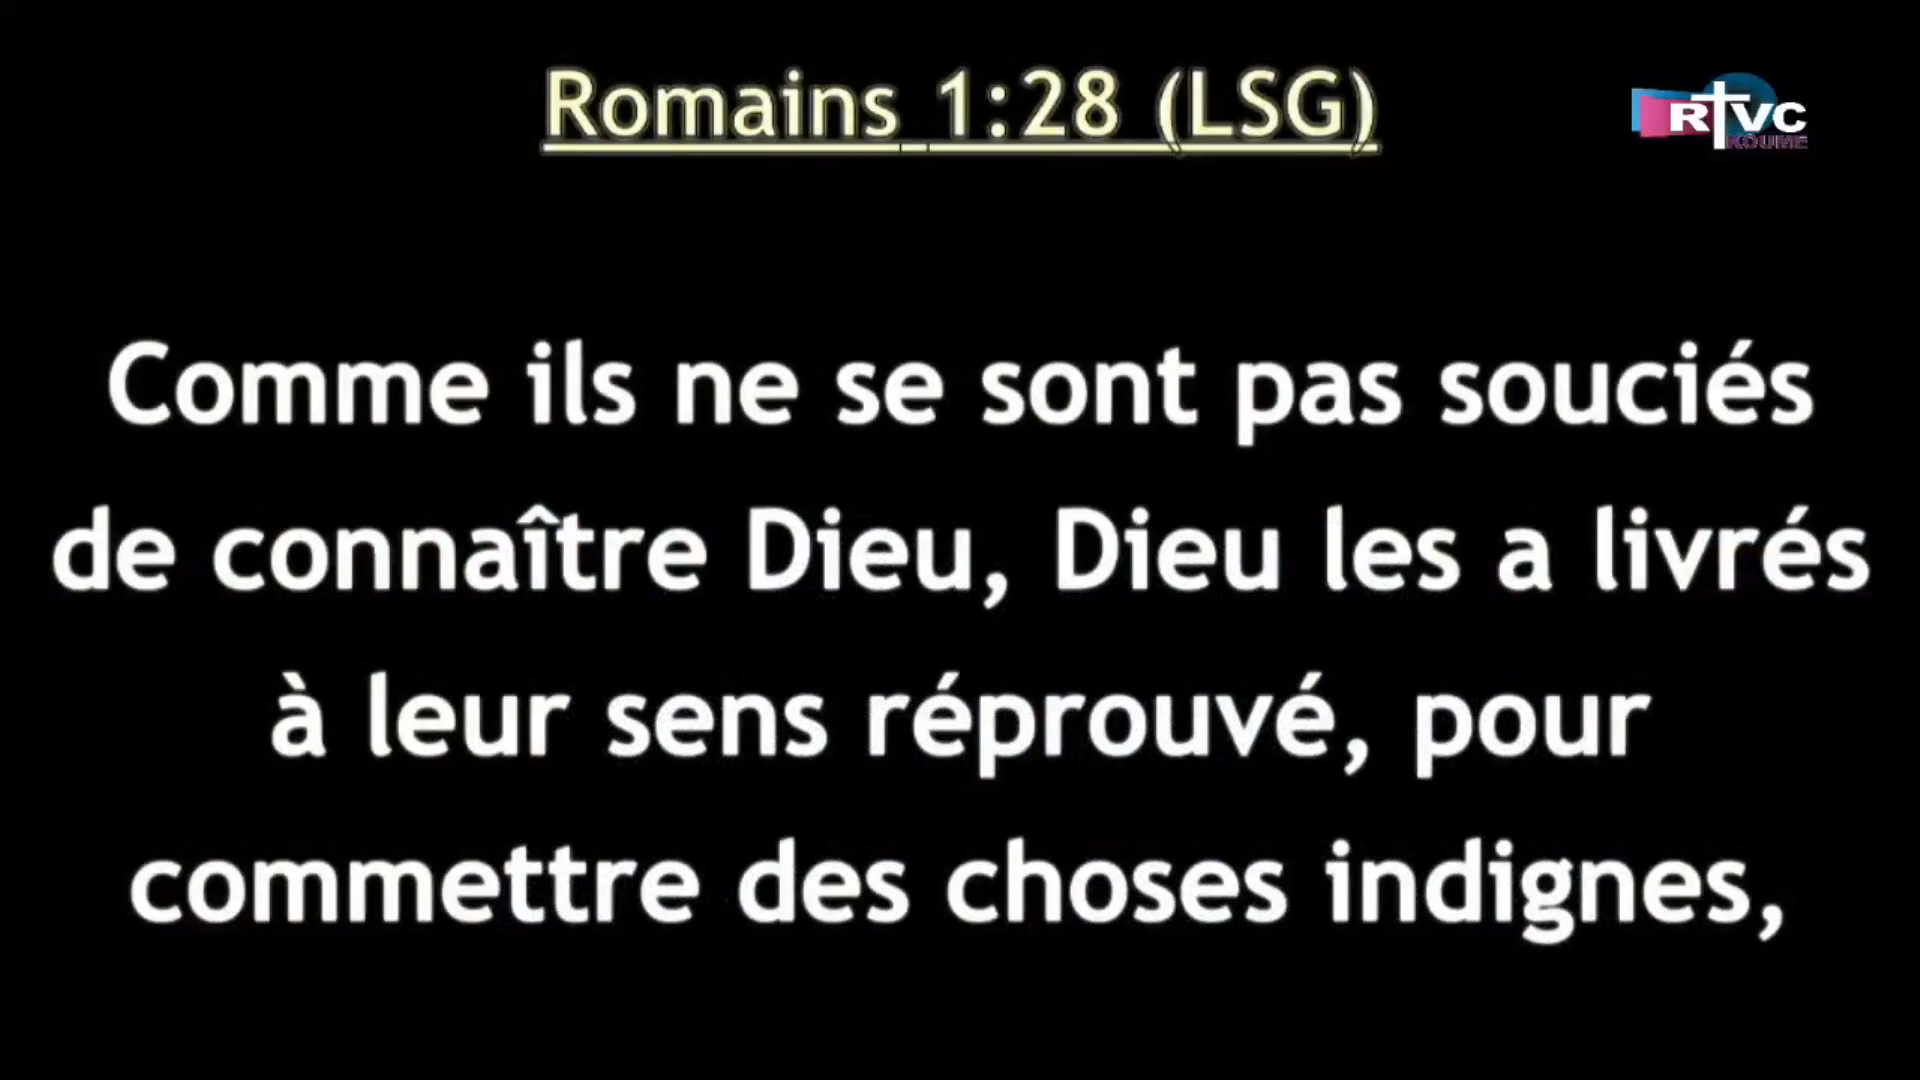 Romains 1:28 (LSG)
RTVC
KOUME
Comme ils ne se sont pas souciés
de connaître Dieu, Dieu les a livrés
à leur sens réprouvé, pour
commettre des choses indignes,